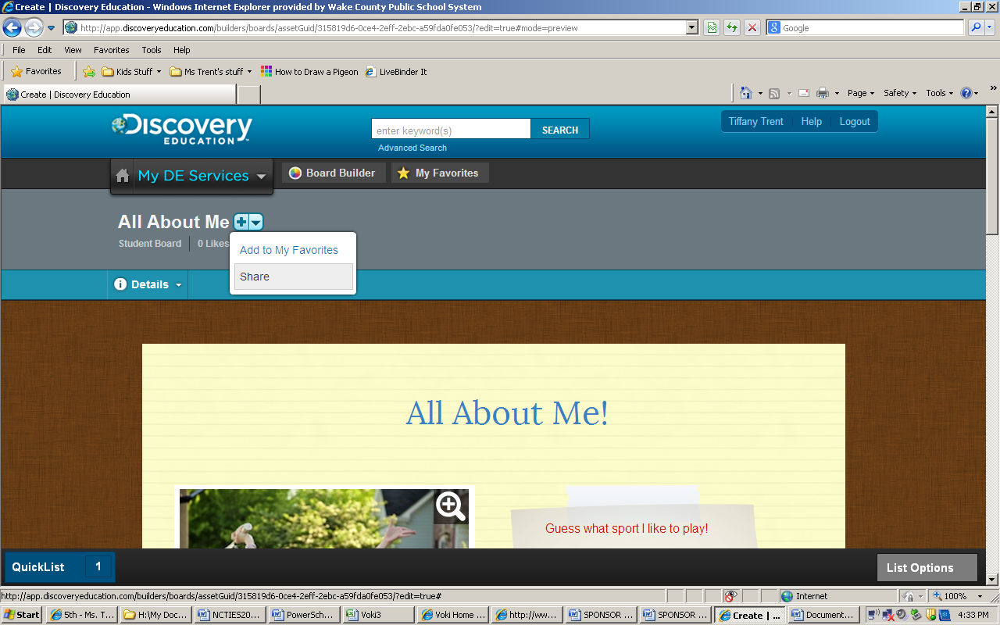 Create | Discovery Education - Windows Internet Explorer provided by Wake County Public School System
http://app.discoveryeducation.com/builders/boards/assetGuid/315819d6-0ce4-2eff-2ebc-a59fda0fe053/?edit=true#mode=preview
Google
File Edit View Favorites Tools Help
Favorites Kids Stuff Ms Trent's stuff How to Draw a Pigeon LiveBinder It
Create | Discovery Education
Page Safety Tools
Discovery
EDUCATION
enter keyword(s) SEARCH
Advanced Search
Tiffany Trent Help Logout
My DE Services Board Builder My Favorites
All About Me
Student Board 0 Likes
Add to My Favorites
Share
Details
All About Me!
Guess what sport I like to play!
QuickList 1 List Options
http://app.discoveryeducation.com/builders/boards/assetGuid/315819d6-0ce4-2eff-2ebc-a59fda0fe053/?edit=true#
Internet 100%
Start 5th - Ms. T... H:\My Doc... NCTIES20... PowerSch... Voki3 Voki Home ... http://ww... SPONSOR ... SPONSOR ... Create | ... Document... 4:33 PM